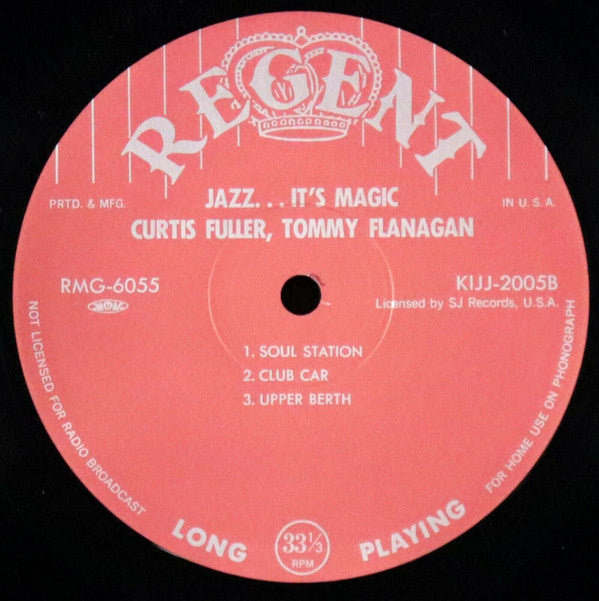 REGENT
JAZZ... IT'S MAGIC
PRTD. & MFG.
IN U.S.A.
CURTIS FULLER, TOMMY FLANAGAN
RMG-6055
KIJJ-2005B
Licensed by SJ Records, U.S.A.
1. SOUL STATION
2. CLUB CAR
3. UPPER BERTH
NOT LICENSED FOR RADIO BROADCAST
FOR HOME USE ON PHONOGRAPH
LONG
33⅓
RPM
PLAYING